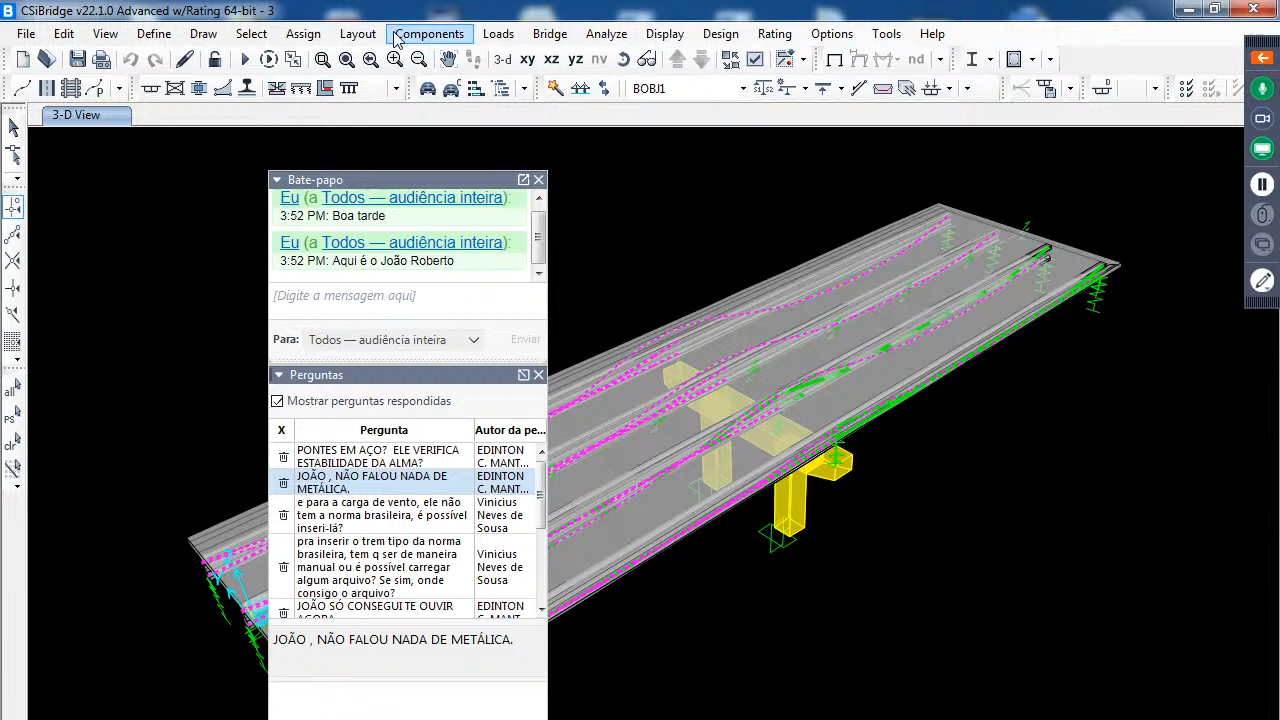 CSiBridge v22.1.0 Advanced w/Rating 64-bit - 3
File Edit View Define Draw Select Assign Layout Components Loads Bridge Analyze Display Design Rating Options Tools Help
3-d xy xz yz nv nd
BOBJ1
3-D View
Bate-papo
Eu (a Todos — audiência inteira):
3:52 PM: Boa tarde
Eu (a Todos — audiência inteira):
3:52 PM: Aqui é o João Roberto
[Digite a mensagem aqui]
Para: Todos — audiência inteira Enviar
Perguntas
Mostrar perguntas respondidas
X Pergunta Autor da pe...
PONTES EM AÇO? ELE VERIFICA EDINTON
ESTABILIDADE DA ALMA? C. MANT...
JOÃO , NÃO FALOU NADA DE EDINTON
METÁLICA. C. MANT...
e para a carga de vento, ele não Vinicius
tem a norma brasileira, é possível Neves de
inseri-lá? Sousa
pra inserir o trem tipo da norma
brasileira, tem q ser de maneira Vinicius
manual ou é possível carregar Neves de
algum arquivo? Se sim, onde Sousa
consigo o arquivo?
JOÃO SÓ CONSEGUI TE OUVIR EDINTON
AGORA
JOÃO , NÃO FALOU NADA DE METÁLICA.
all
ps
clr